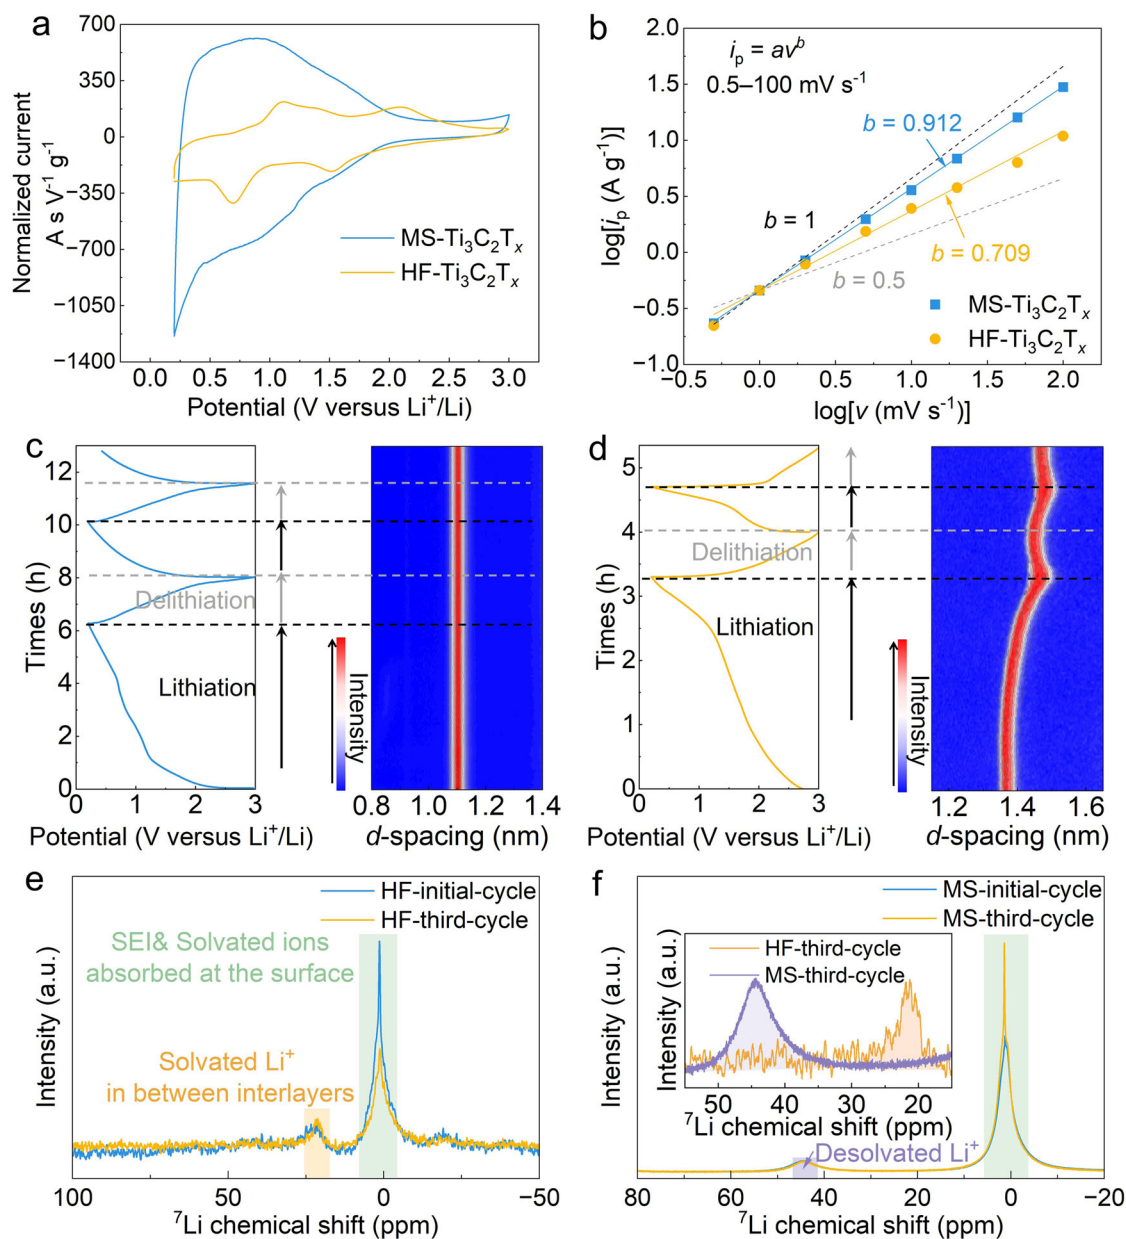 a
700
350
0
−350
−700
−1050
−1400
Normalized current
A s V⁻¹ g⁻¹
MS-Ti₃C₂Tₓ
HF-Ti₃C₂Tₓ
0.0 0.5 1.0 1.5 2.0 2.5 3.0
Potential (V versus Li⁺/Li)
b
2.0
1.5
1.0
0.5
0.0
−0.5
−1.0
log[iₚ (A g⁻¹)]
iₚ = avᵇ
0.5–100 mV s⁻¹
b = 0.912
b = 1
b = 0.709
b = 0.5
MS-Ti₃C₂Tₓ
HF-Ti₃C₂Tₓ
−0.5 0.0 0.5 1.0 1.5 2.0
log[v (mV s⁻¹)]
c
12
10
8
6
4
2
0
Times (h)
Delithiation
Lithiation
Intensity
0 1 2 3
Potential (V versus Li⁺/Li)
0.8 1.0 1.2 1.4
d-spacing (nm)
d
5
4
3
2
1
0
Times (h)
Delithiation
Lithiation
Intensity
0 1 2 3
Potential (V versus Li⁺/Li)
1.2 1.4 1.6
d-spacing (nm)
e
HF-initial-cycle
HF-third-cycle
SEI& Solvated ions
absorbed at the surface
Solvated Li⁺
in between interlayers
Intensity (a.u.)
100 50 0 −50
⁷Li chemical shift (ppm)
f
MS-initial-cycle
MS-third-cycle
HF-third-cycle
MS-third-cycle
Intensity (a.u.)
50 40 30 20
⁷Li chemical shift (ppm)
Desolvated Li⁺
Intensity (a.u.)
80 60 40 20 0 −20
⁷Li chemical shift (ppm)